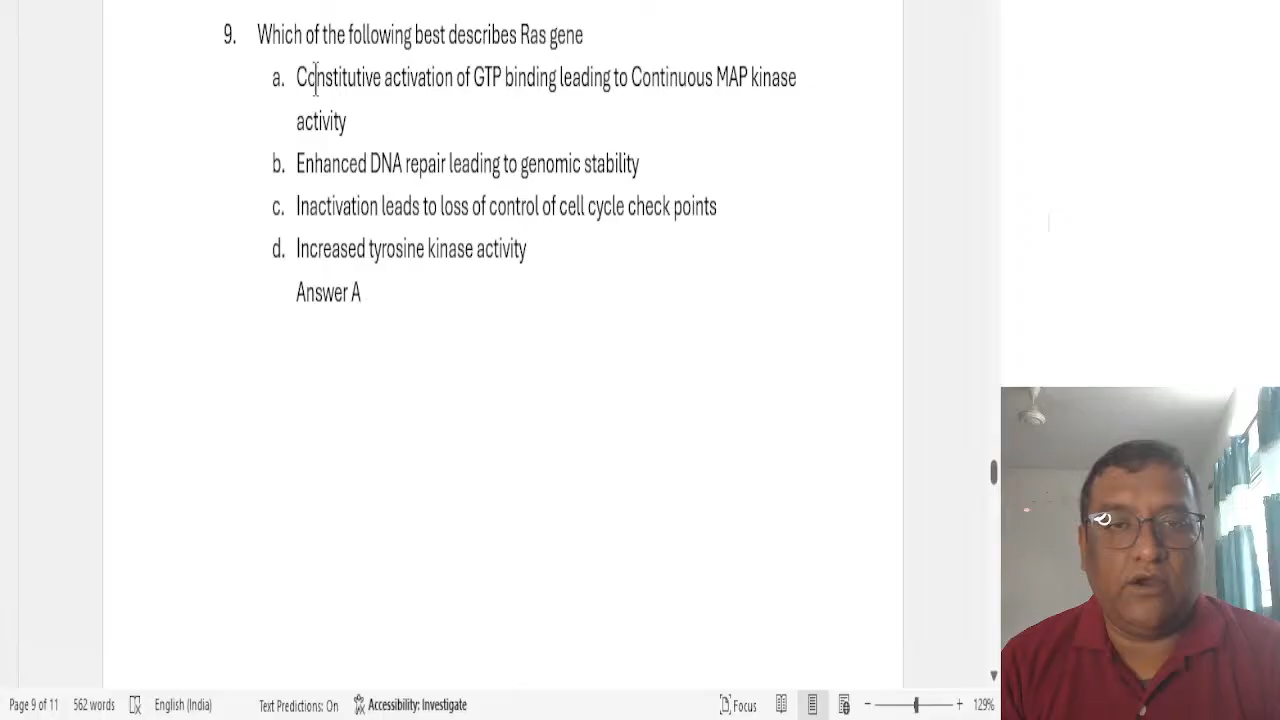 9. Which of the following best describes Ras gene
a. Constitutive activation of GTP binding leading to Continuous MAP kinase
activity
b. Enhanced DNA repair leading to genomic stability
c. Inactivation leads to loss of control of cell cycle check points
d. Increased tyrosine kinase activity
Answer A
Page 9 of 11 562 words English (India) Text Predictions: On Accessibility: Investigate Focus 129%